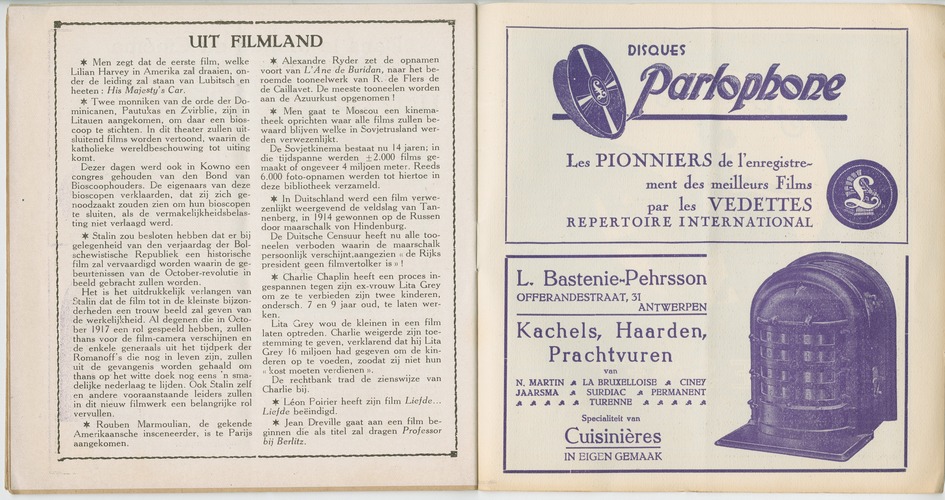 UIT FILMLAND
✶ Men zegt dat de eerste film, welke
Lilian Harvey in Amerika zal draaien, on-
der de leiding zal staan van Lubitsch en
heeten : His Majesty's Car.
✶ Twee monniken van de orde der Do-
minicanen, Pautukas en Zvirblie, zijn in
Litauen aangekomen, om daar een bios-
coop te stichten. In dit theater zullen uit-
sluitend films worden vertoond, waarin de
katholieke wereldbeschouwing tot uiting
komt.
Dezer dagen werd ook in Kowno een
congres gehouden van den Bond van
Bioscoophouders. De eigenaars van deze
bioscopen verklaarden, dat zij zich ge-
noodzaakt zouden zien om hun bioscopen
te sluiten, als de vermakelijkheidsbelas-
ting niet verlaagd werd.
✶ Stalin zou besloten hebben dat er bij
gelegenheid van den verjaardag der Bol-
schewistische Republiek een historische
film zal vervaardigd worden waarin de ge-
beurtenissen van de October-revolutie in
beeld gebracht zullen worden.
Het is het uitdrukkelijk verlangen van
Stalin dat de film tot in de kleinste bijzon-
derheden een trouw beeld zal geven van
de werkelijkheid. Al degenen die in Octo-
ber 1917 een rol gespeeld hebben, zullen
thans voor de film-camera verschijnen en
de enkele generaals uit het tijdperk der
Romanoff's die nog in leven zijn, zullen
uit de gevangenis worden gehaald om
thans op het witte doek nog eens 'n sma-
delijke nederlaag te lijden. Ook Stalin zelf
en andere vooraanstaande leiders zullen
in dit nieuw filmwerk een belangrijke rol
vervullen.
✶ Rouben Marmoulian, de gekende
Amerikaansche insceneerder, is te Parijs
aangekomen.
✶ Alexandre Ryder zet de opnamen
voort van L'Ane de Buridan, naar het be-
roemde tooneelwerk van R. de Flers de
de Caillavet. De meeste tooneelen worden
aan de Azuurkust opgenomen !
✶ Men gaat te Moscou een kinema-
theek oprichten waar alle films zullen be-
waard blijven welke in Sovjetrusland wer-
den verwezenlijkt.
De Sovjetkinema bestaat nu 14 jaren; in
die tijdspanne werden ±2.000 films ge-
maakt of ongeveer 4 miljoen meter. Reeds
6.000 foto-opnamen werden tot hiertoe in
deze bibliotheek verzameld.
✶ In Duitschland werd een film verwe-
zenlijkt weergevend de veldslag van Tan-
nenberg, in 1914 gewonnen op de Russen
door maarschalk von Hindenburg.
De Duitsche Censuur heeft nu alle too-
neelen verboden waarin de maarschalk
persoonlijk verschijnt,aangezien « de Rijks
president geen filmvertolker is » !
✶ Charlie Chaplin heeft een proces in-
gespannen tegen zijn ex-vrouw Lita Grey
om ze te verbieden zijn twee kinderen,
ondersch. 7 en 9 jaar oud, te laten wer-
ken.
Lita Grey wou de kleinen in een film
laten optreden. Charlie weigerde zijn toe-
stemming te geven, verklarend dat hij Lita
Grey 16 miljoen had gegeven om de kin-
deren op te voeden, zoodat zij niet hun
« kost moeten verdienen ».
De rechtbank trad de zienswijze van
Charlie bij.
✶ Léon Poirier heeft zijn film Liefde...
Liefde beëindigd.
✶ Jean Dreville gaat aan een film be-
ginnen die als titel zal dragen Professor
bij Berlitz.
DISQUES
Parlophone
Les PIONNIERS de l'enregistre-
ment des meilleurs Films
par les VEDETTES
REPERTOIRE INTERNATIONAL
L. Bastenie-Pehrsson
OFFERANDESTRAAT, 31
ANTWERPEN
Kachels, Haarden,
Prachtvuren
van
N. MARTIN LA BRUXELLOISE CINEY
JAARSMA SURDIAC PERMANENT
TURENNE
Specialiteit van
Cuisinières
IN EIGEN GEMAAK